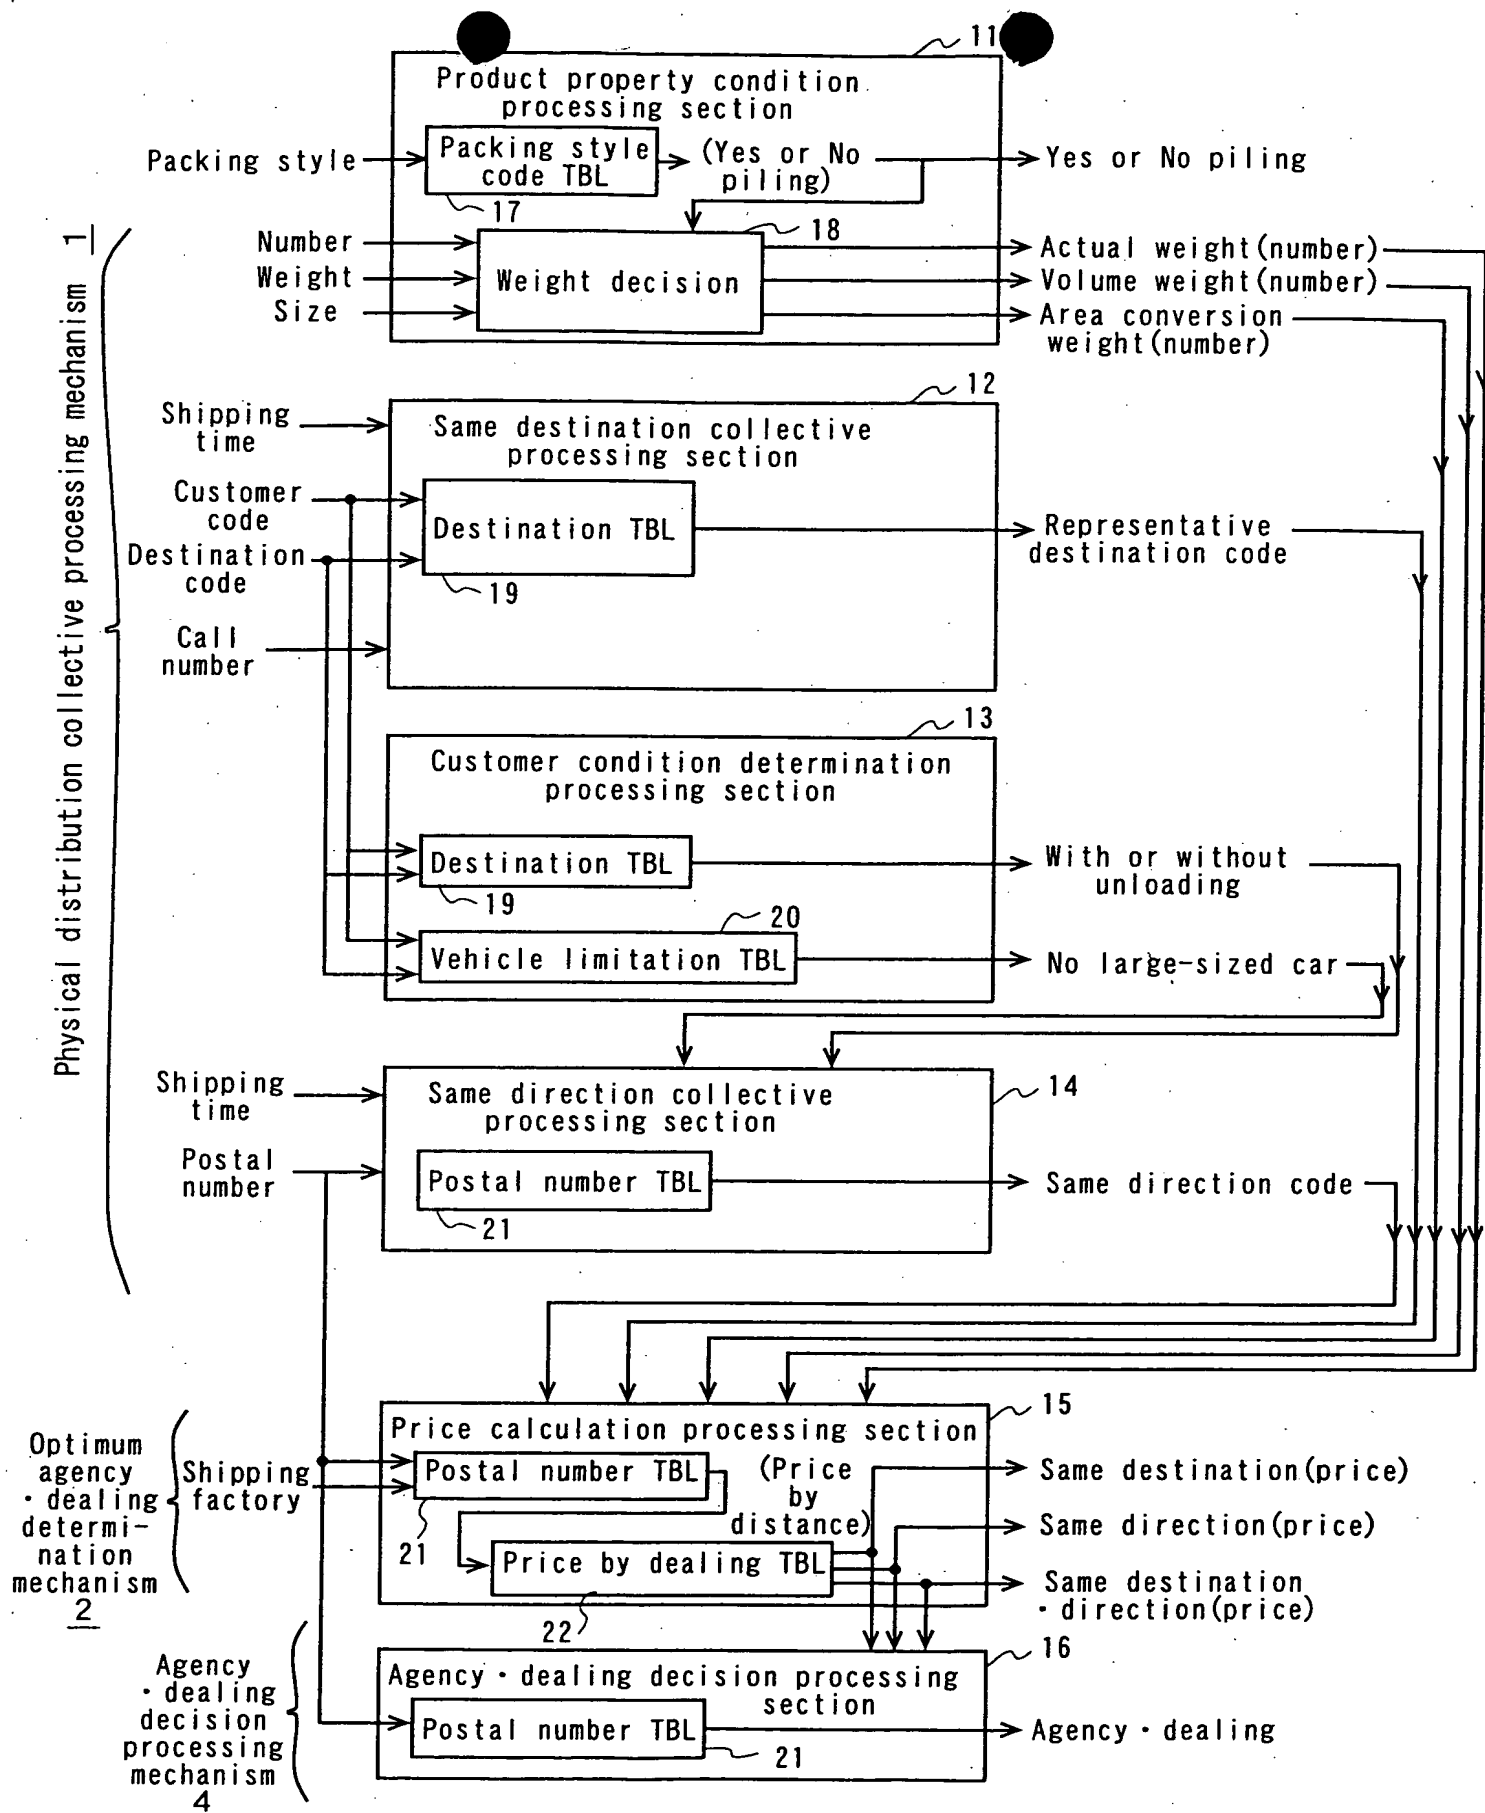 11
Product property condition
processing section
Packing style
Packing style
code TBL
(Yes or No
piling)
Yes or No piling
17
18
Number
Weight
Size
Weight decision
Actual weight(number)
Volume weight(number)
Area conversion
weight(number)
Physical distribution collective processing mechanism 1
12
Shipping
time
Same destination collective
processing section
Customer
code
Destination
code
Destination TBL
Representative
destination code
19
Call
number
13
Customer condition determination
processing section
Destination TBL
With or without
unloading
19
20
Vehicle limitation TBL
No large-sized car
14
Shipping
time
Same direction collective
processing section
Postal
number
Postal number TBL
Same direction code
21
15
Price calculation processing section
Optimum
agency
・dealing
determi-
nation
mechanism
2
Shipping
factory
Postal number TBL
(Price
by
distance)
Same destination(price)
Same direction(price)
21
Price by dealing TBL
Same destination
・direction(price)
22
16
Agency
・dealing
decision
processing
mechanism
4
Agency・dealing decision processing
section
Postal number TBL
Agency・dealing
21